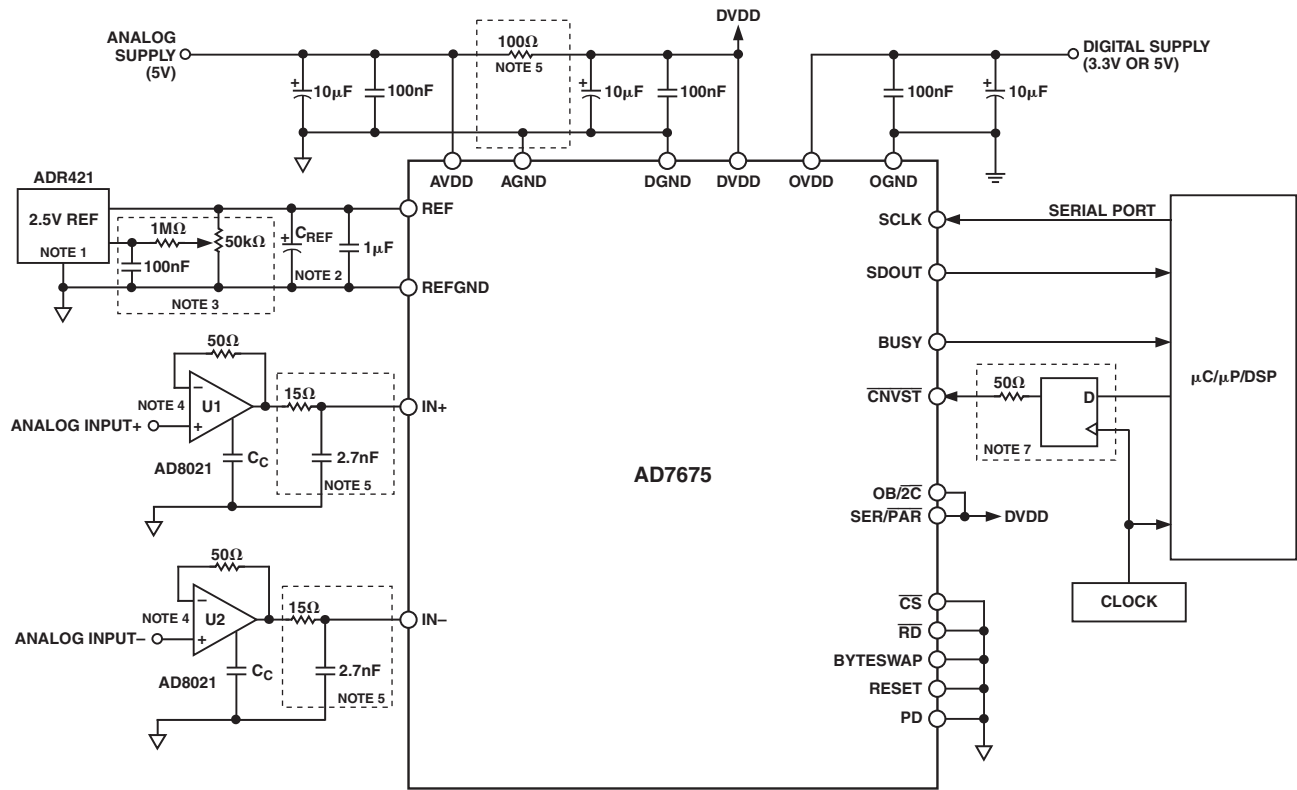 DVDD
ANALOG
SUPPLY
(5V)
100Ω
NOTE 5
DIGITAL SUPPLY
(3.3V OR 5V)
+
10μF
100nF
+
10μF
100nF
100nF
+
10μF
AVDD
AGND
DGND
DVDD
OVDD
OGND
ADR421
2.5V REF
NOTE 1
1MΩ
50kΩ
100nF
NOTE 3
+
CREF
NOTE 2
1μF
REF
REFGND
SCLK
SERIAL PORT
SDOUT
BUSY
CNVST
50Ω
D
NOTE 7
μC/μP/DSP
50Ω
−
NOTE 4
U1
+
ANALOG INPUT+
AD8021
CC
15Ω
2.7nF
NOTE 5
IN+
AD7675
OB/2C
SER/PAR
DVDD
CLOCK
50Ω
−
NOTE 4
U2
+
ANALOG INPUT–
AD8021
CC
15Ω
2.7nF
NOTE 5
IN–
CS
RD
BYTESWAP
RESET
PD